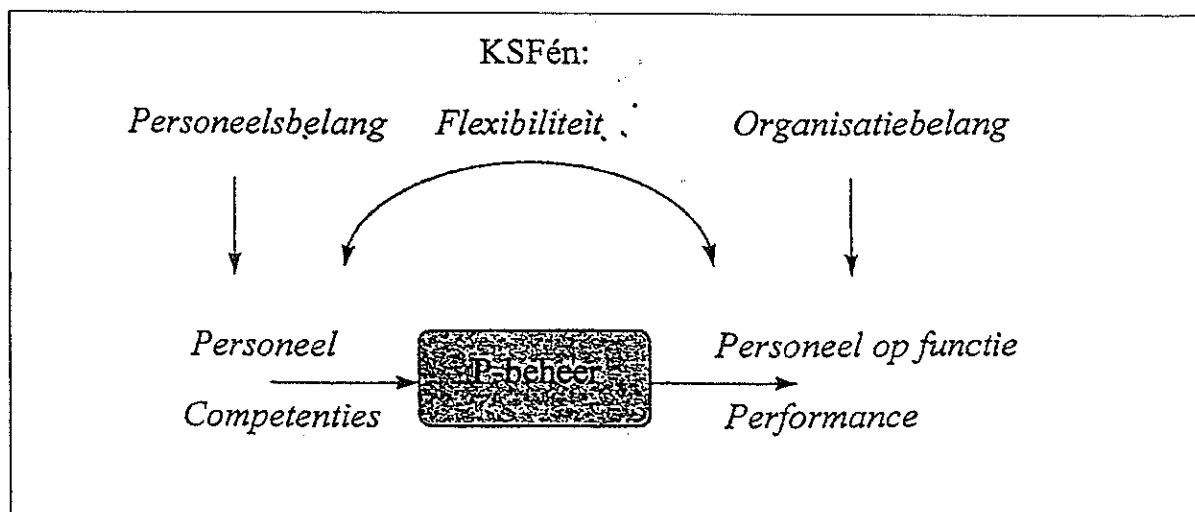 KSFén:
Personeelsbelang Flexibiliteit Organisatiebelang
Personeel P-beheer Personeel op functie
Competenties Performance